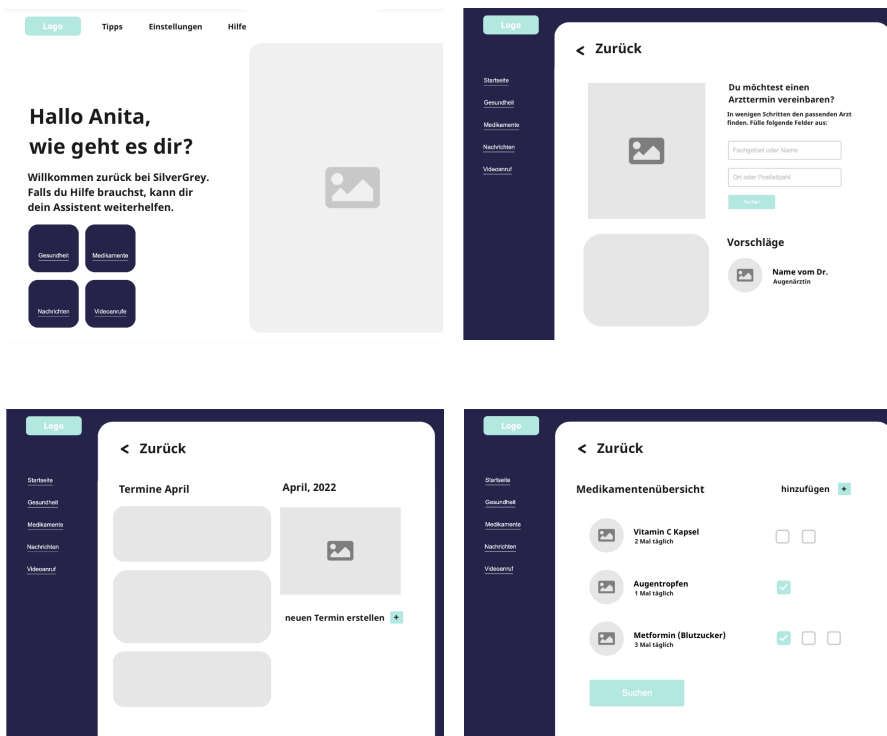 Logo
Tipps
Einstellungen
Hilfe
Hallo Anita,
wie geht es dir?
Willkommen zurück bei SilverGrey.
Falls du Hilfe brauchst, kann dir
dein Assistent weiterhelfen.
Gesundheit
Medikamente
Nachrichten
Videoanrufe
Logo
Startseite
Gesundheit
Medikamente
Nachrichten
Videoanruf
< Zurück
Du möchtest einen
Arzttermin vereinbaren?
In wenigen Schritten den passenden Arzt
finden. Fülle folgende Felder aus:
Fachgebiet oder Name
Ort oder Postleitzahl
Suchen
Vorschläge
Name vom Dr.
Augenärztin
Logo
Startseite
Gesundheit
Medikamente
Nachrichten
Videoanruf
< Zurück
Termine April
April, 2022
neuen Termin erstellen +
Logo
Startseite
Gesundheit
Medikamente
Nachrichten
Videoanruf
< Zurück
Medikamentenübersicht
hinzufügen +
Vitamin C Kapsel
2 Mal täglich
Augentropfen
1 Mal täglich
Metformin (Blutzucker)
3 Mal täglich
Suchen